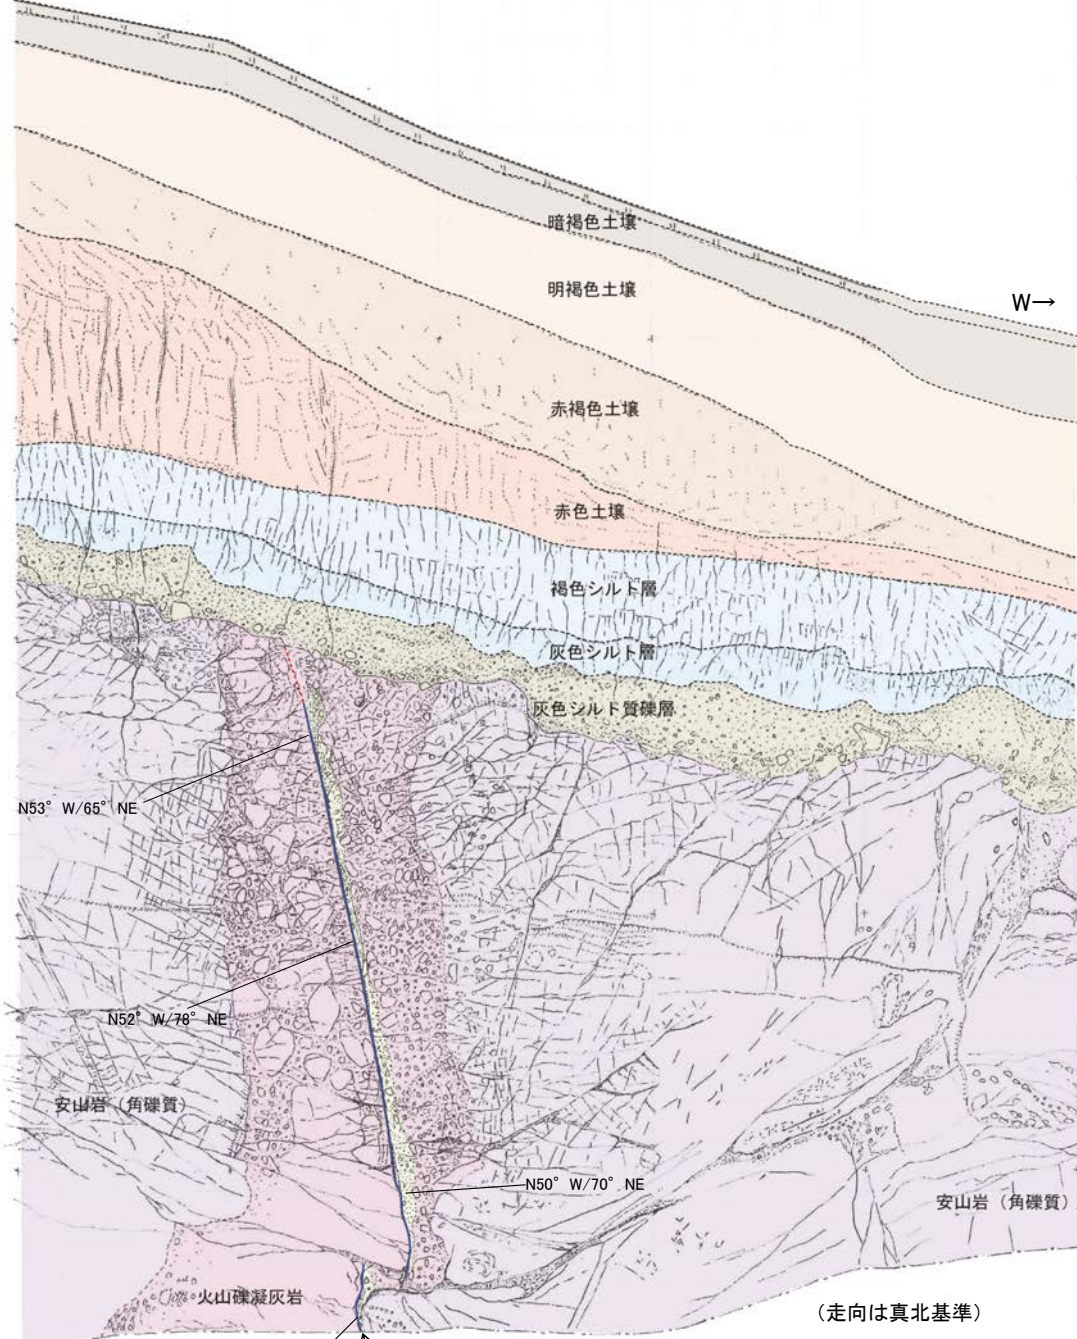 暗褐色土壌
明褐色土壌
W→
赤褐色土壌
赤色土壌
褐色シルト層
灰色シルト層
灰色シルト質礫層
N53° W/65° NE
N52° W/78° NE
安山岩（角礫質）
N50° W/70° NE
安山岩（角礫質）
火山礫凝灰岩
（走向は真北基準）